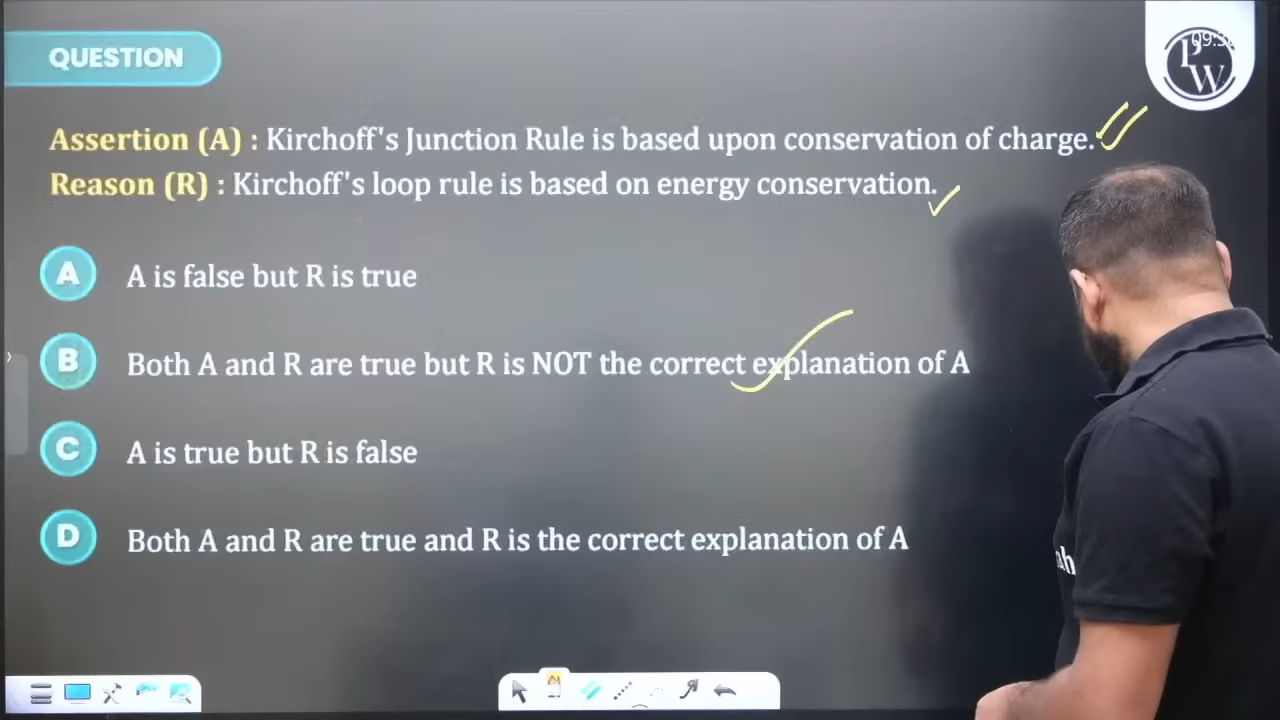 QUESTION
Assertion (A) : Kirchoff's Junction Rule is based upon conservation of charge.
Reason (R) : Kirchoff's loop rule is based on energy conservation.
A
A is false but R is true
B
Both A and R are true but R is NOT the correct explanation of A
C
A is true but R is false
D
Both A and R are true and R is the correct explanation of A
PW